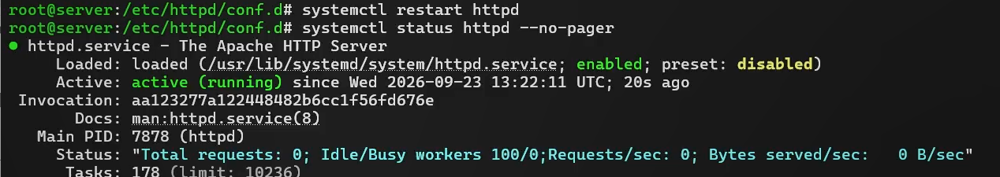 root@server:/etc/httpd/conf.d# systemctl restart httpd
root@server:/etc/httpd/conf.d# systemctl status httpd --no-pager
● httpd.service - The Apache HTTP Server
Loaded: loaded (/usr/lib/systemd/system/httpd.service; enabled; preset: disabled)
Active: active (running) since Wed 2026-09-23 13:22:11 UTC; 20s ago
Invocation: aa123277a122448482b6cc1f56fd676e
Docs: man:httpd.service(8)
Main PID: 7878 (httpd)
Status: "Total requests: 0; Idle/Busy workers 100/0;Requests/sec: 0; Bytes served/sec:   0 B/sec"
Tasks: 178 (limit: 10236)